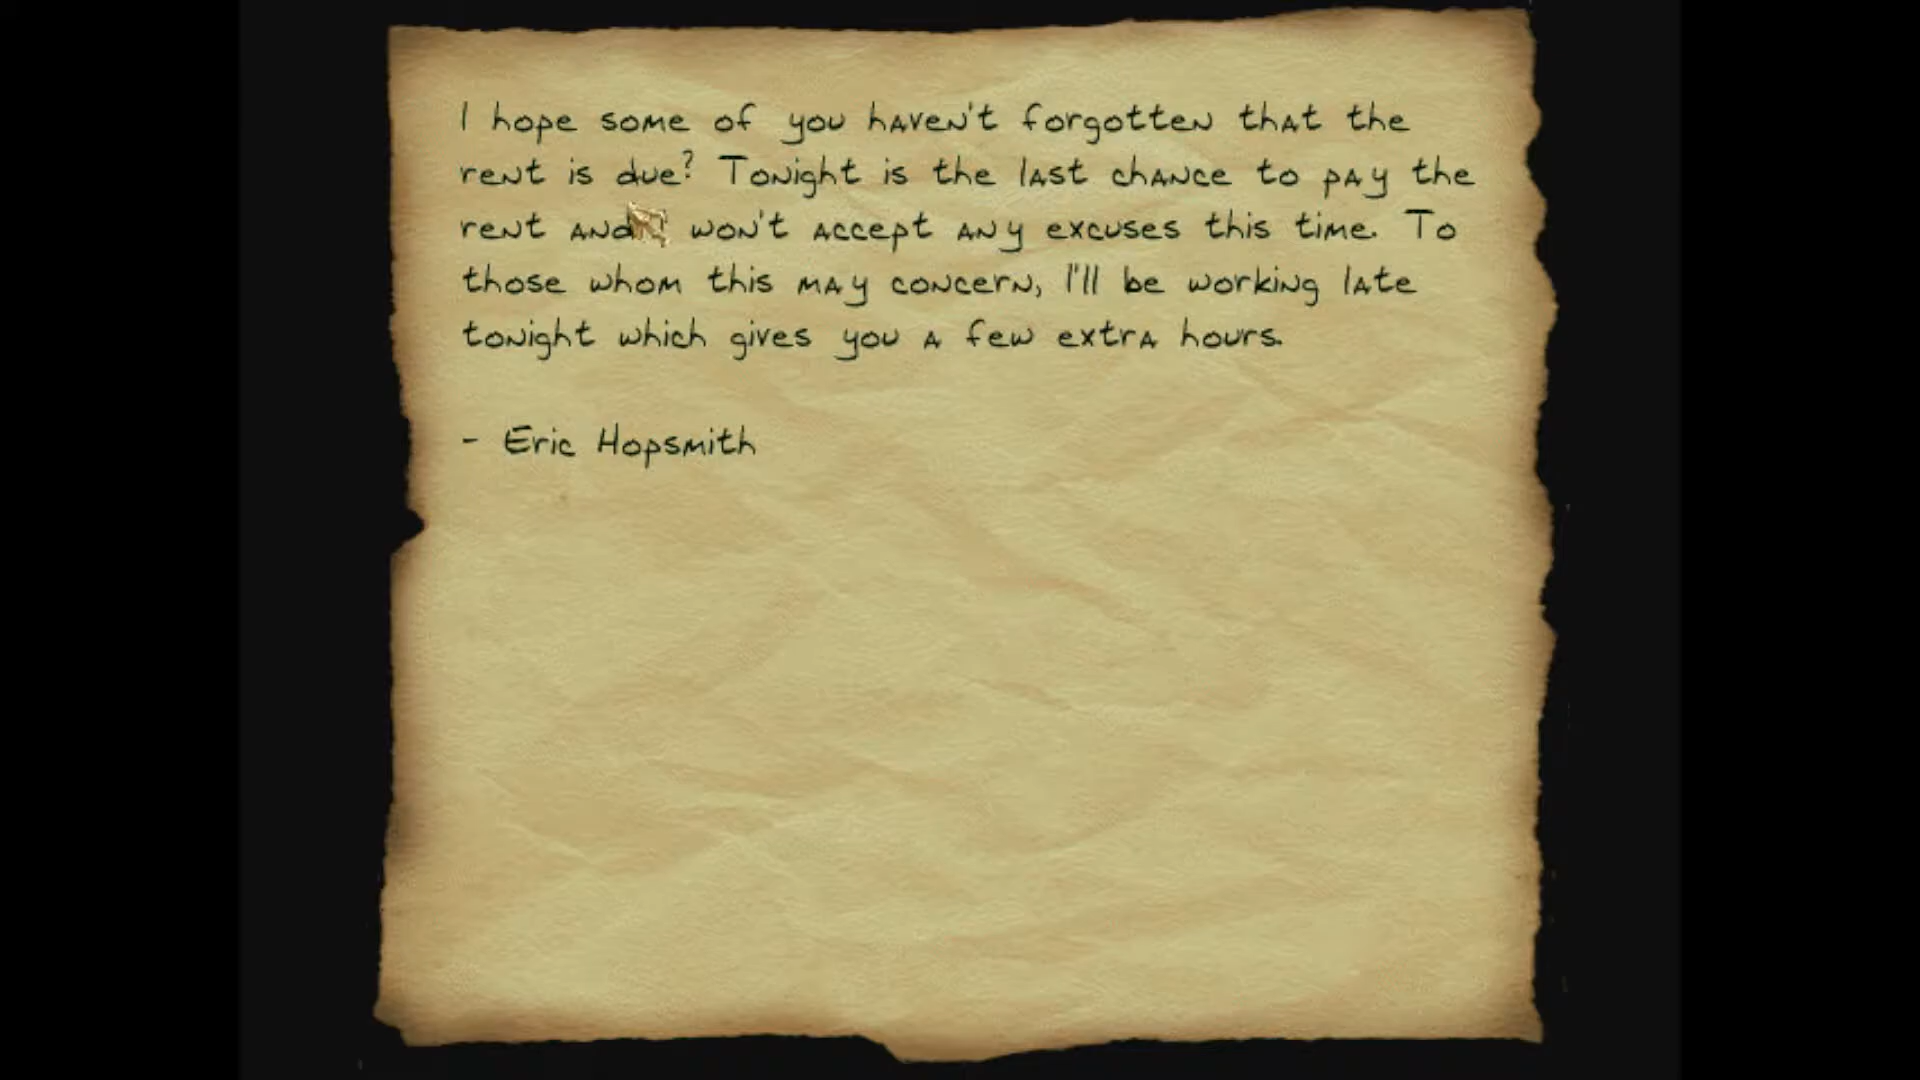 I hope some of you haven't forgotten that the
rent is due? Tonight is the last chance to pay the
rent and won't accept any excuses this time. To
those whom this may concern, I'll be working late
tonight which gives you a few extra hours.
- Eric Hopsmith